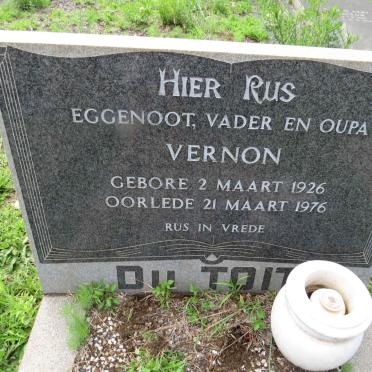 HIER RUS
EGGENOOT, VADER EN OUPA
VERNON
GEBORE 2 MAART 1926
OORLEDE 21 MAART 1976
RUS IN VREDE
DU TOIT